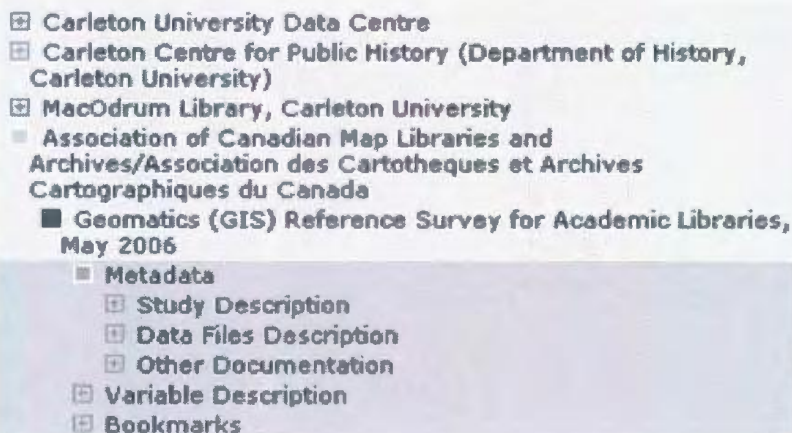 Carleton University Data Centre
Carleton Centre for Public History (Department of History,
Carleton University)
MacOdrum Library, Carleton University
Association of Canadian Map Libraries and
Archives/Association des Cartotheques et Archives
Cartographiques du Canada
Geomatics (GIS) Reference Survey for Academic Libraries,
May 2006
Metadata
Study Description
Data Files Description
Other Documentation
Variable Description
Bookmarks